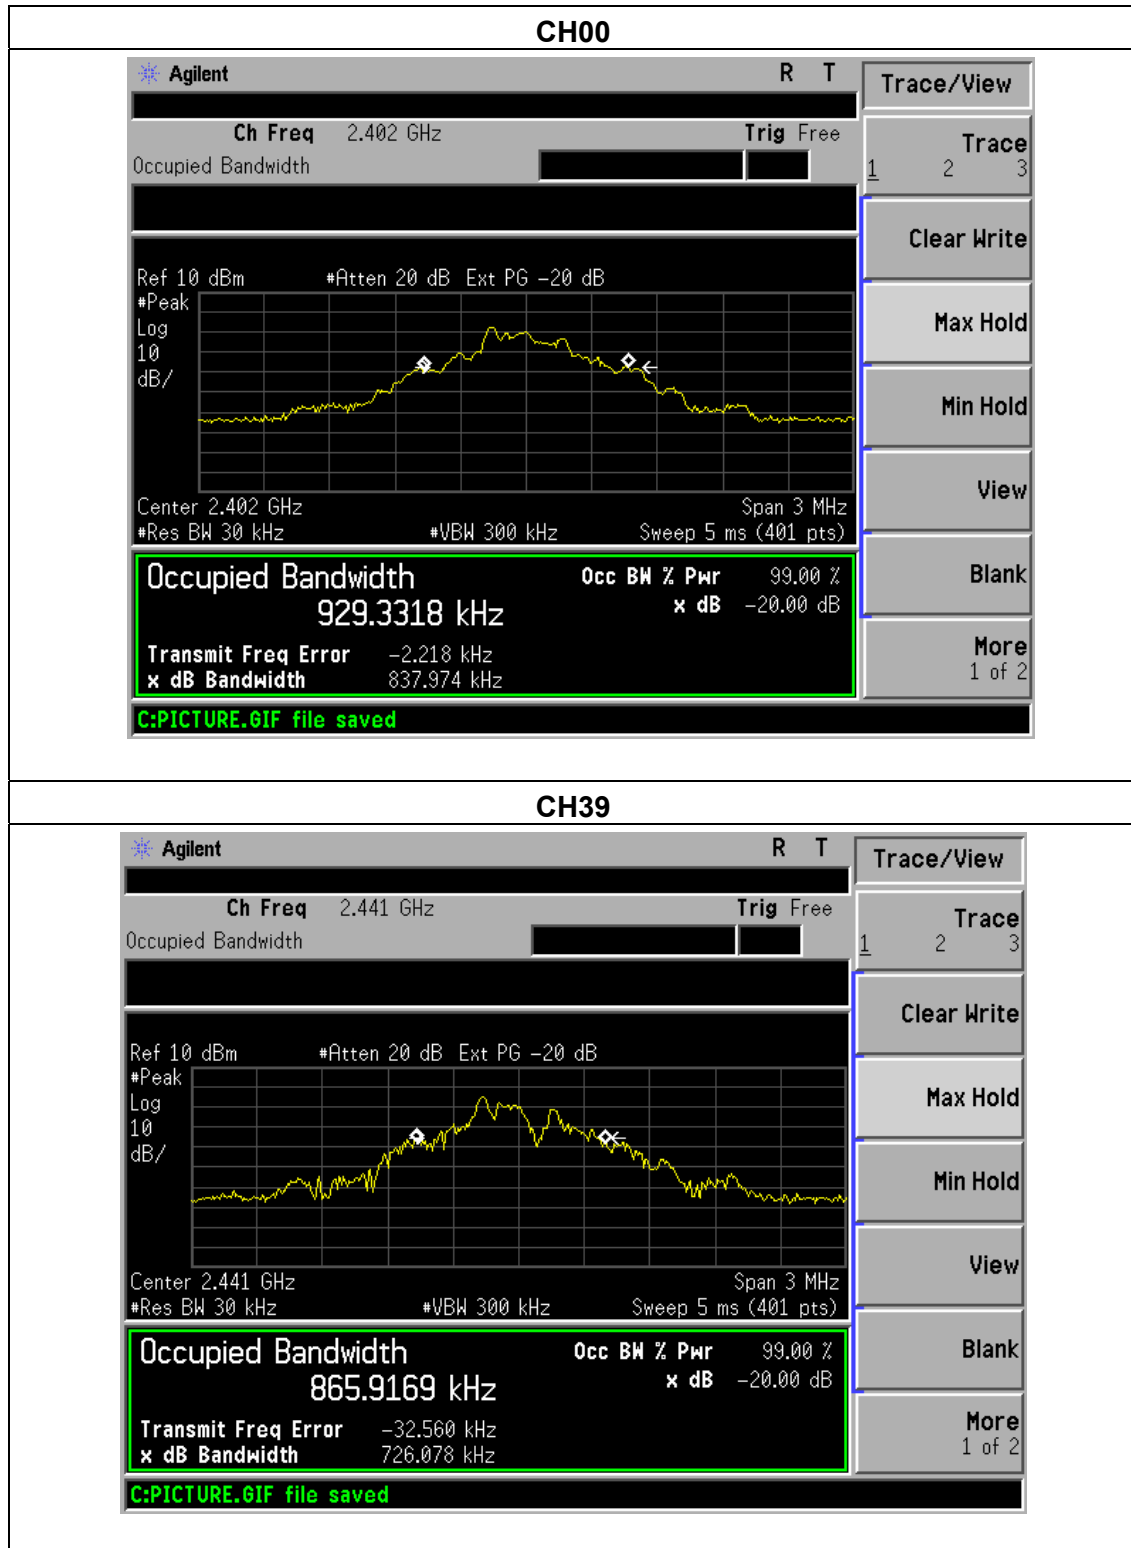 CH00
Agilent R T Trace/View
Ch Freq 2.402 GHz Trig Free
Occupied Bandwidth
Trace
1 2 3
Clear Write
Ref 10 dBm #Atten 20 dB Ext PG -20 dB
#Peak
Log
10
dB/
Max Hold
Min Hold
View
Center 2.402 GHz Span 3 MHz
#Res BW 30 kHz #VBW 300 kHz Sweep 5 ms (401 pts)
Occupied Bandwidth Occ BW % Pwr 99.00 %
929.3318 kHz x dB -20.00 dB
Blank
Transmit Freq Error -2.218 kHz
x dB Bandwidth 837.974 kHz
More
1 of 2
C:PICTURE.GIF file saved
CH39
Agilent R T Trace/View
Ch Freq 2.441 GHz Trig Free
Occupied Bandwidth
Trace
1 2 3
Clear Write
Ref 10 dBm #Atten 20 dB Ext PG -20 dB
#Peak
Log
10
dB/
Max Hold
Min Hold
View
Center 2.441 GHz Span 3 MHz
#Res BW 30 kHz #VBW 300 kHz Sweep 5 ms (401 pts)
Occupied Bandwidth Occ BW % Pwr 99.00 %
865.9169 kHz x dB -20.00 dB
Blank
Transmit Freq Error -32.560 kHz
x dB Bandwidth 726.078 kHz
More
1 of 2
C:PICTURE.GIF file saved